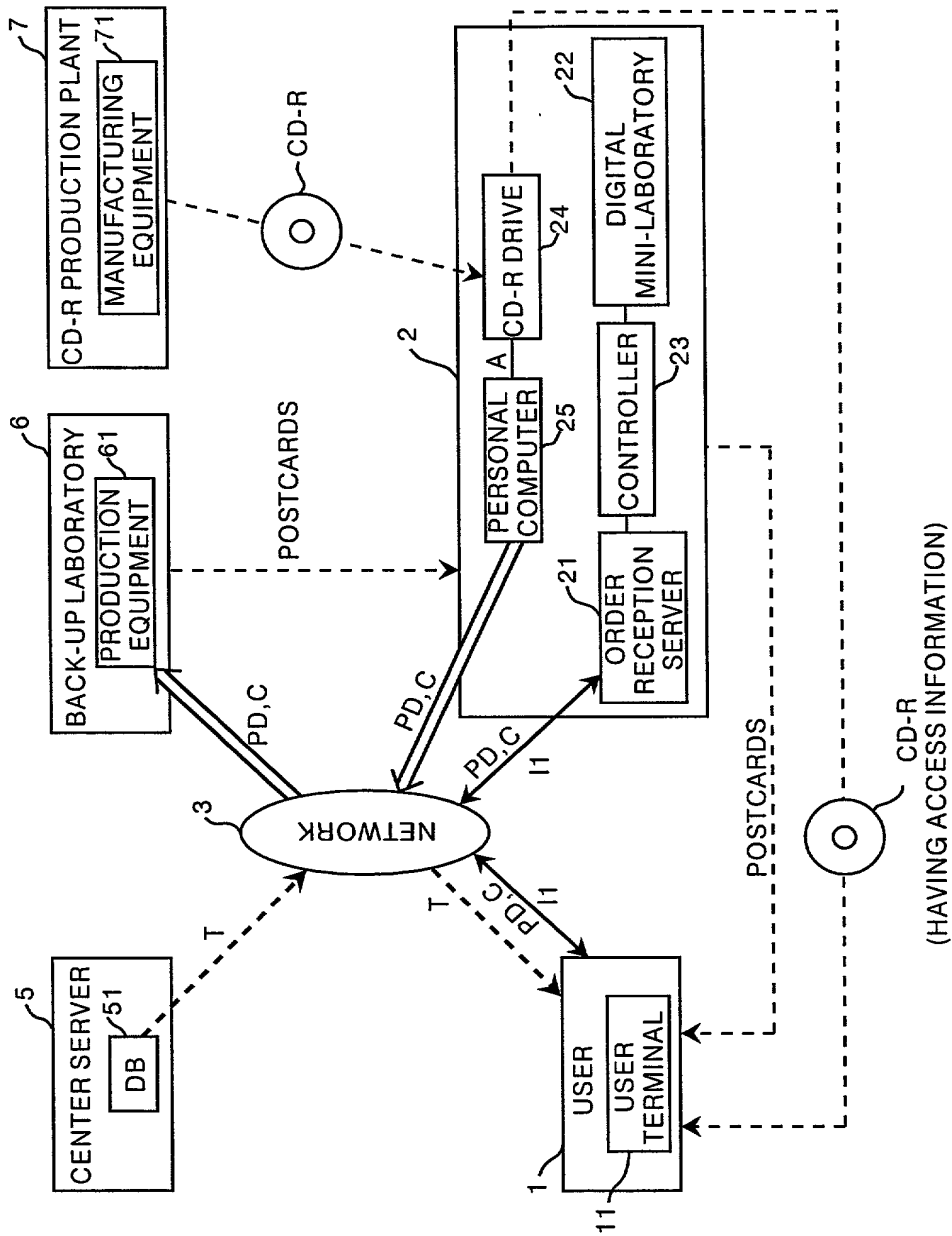 5
CENTER SERVER
51
DB
T
6
BACK-UP LABORATORY
61
PRODUCTION
EQUIPMENT
7
CD-R PRODUCTION PLANT
71
MANUFACTURING
EQUIPMENT
3
NETWORK
PD,C
POSTCARDS
CD-R
T
PD,C
I1
PD,C
I1
PD,C
2
PERSONAL
COMPUTER
25
A
CD-R DRIVE
24
21
ORDER
RECEPTION
SERVER
CONTROLLER
23
DIGITAL
MINI-LABORATORY
22
1
USER
USER
TERMINAL
11
POSTCARDS
CD-R
(HAVING ACCESS INFORMATION)